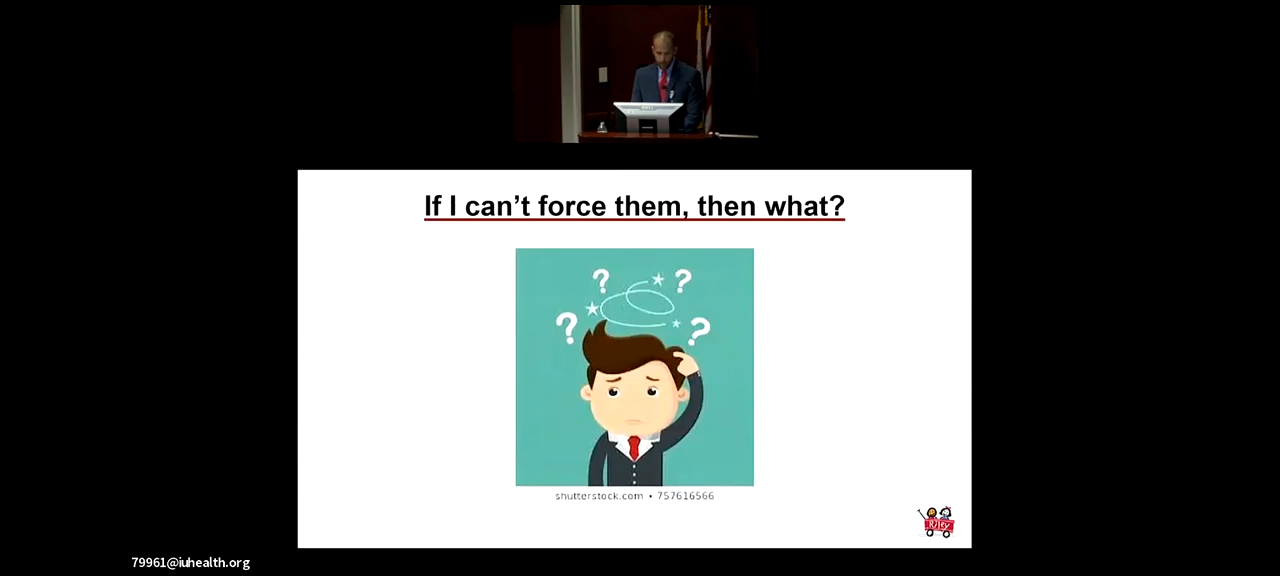 If I can't force them, then what?
? ? ? ?
shutterstock.com • 757616566
Riley
79961@iuhealth.org